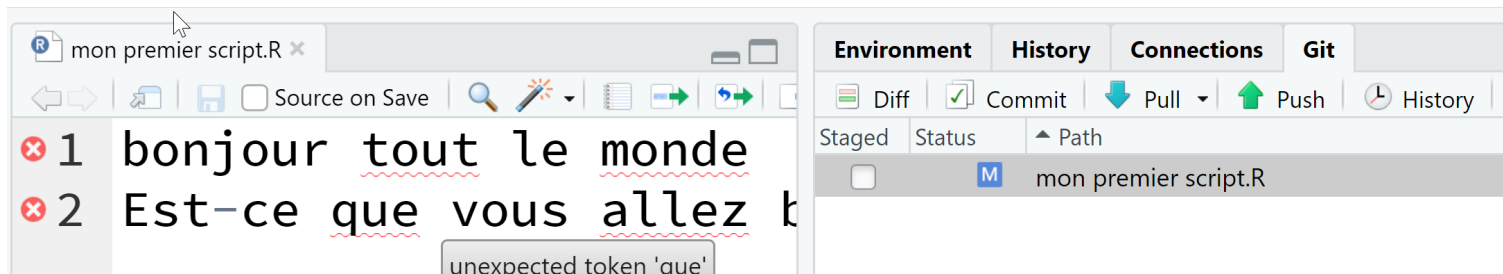 mon premier script.R
Source on Save
1 bonjour tout le monde
2 Est-ce que vous allez
unexpected token 'que'
Environment History Connections Git
Diff Commit Pull Push History
Staged Status Path
M mon premier script.R